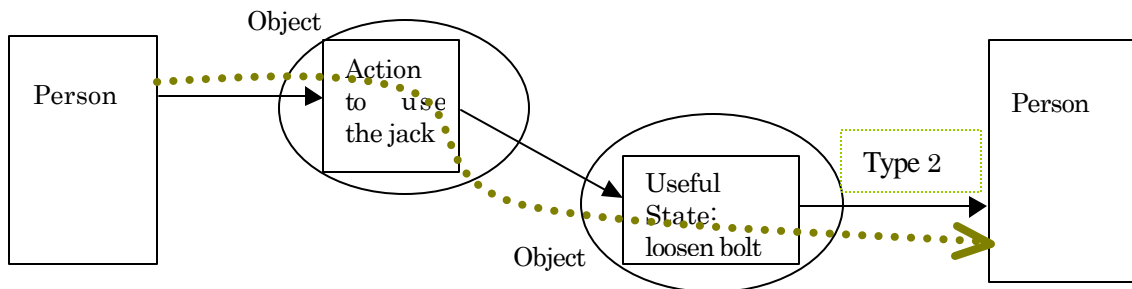 Object
Person
Action
to use
the jack
Person
Type 2
Useful
State:
loosen bolt
Object